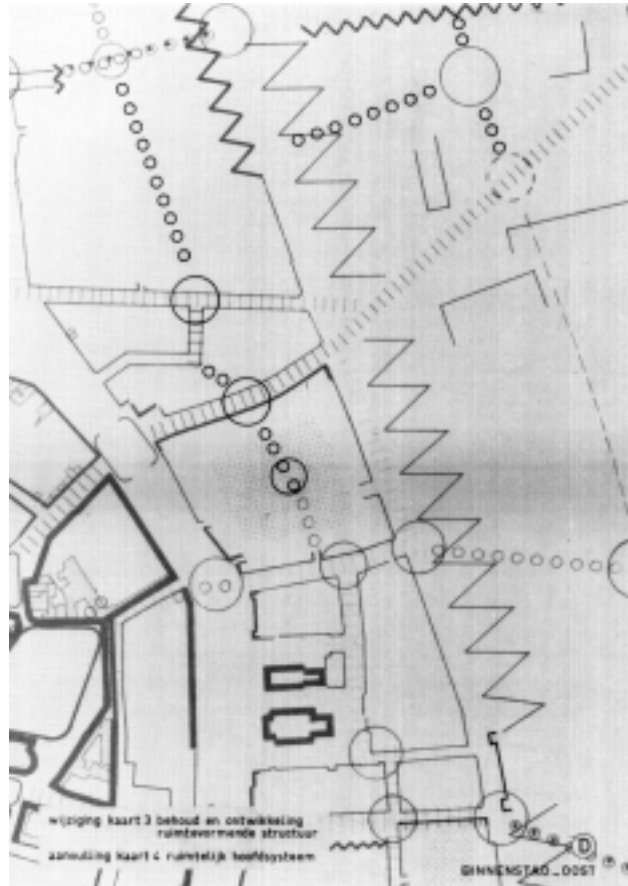 wijziging kaart 3 behoud en ontwikkeling
ruimtevormende structuur
aanvulling kaart 4 ruimtelijk hoofdsysteem
BINNENSTAD_OOST
D